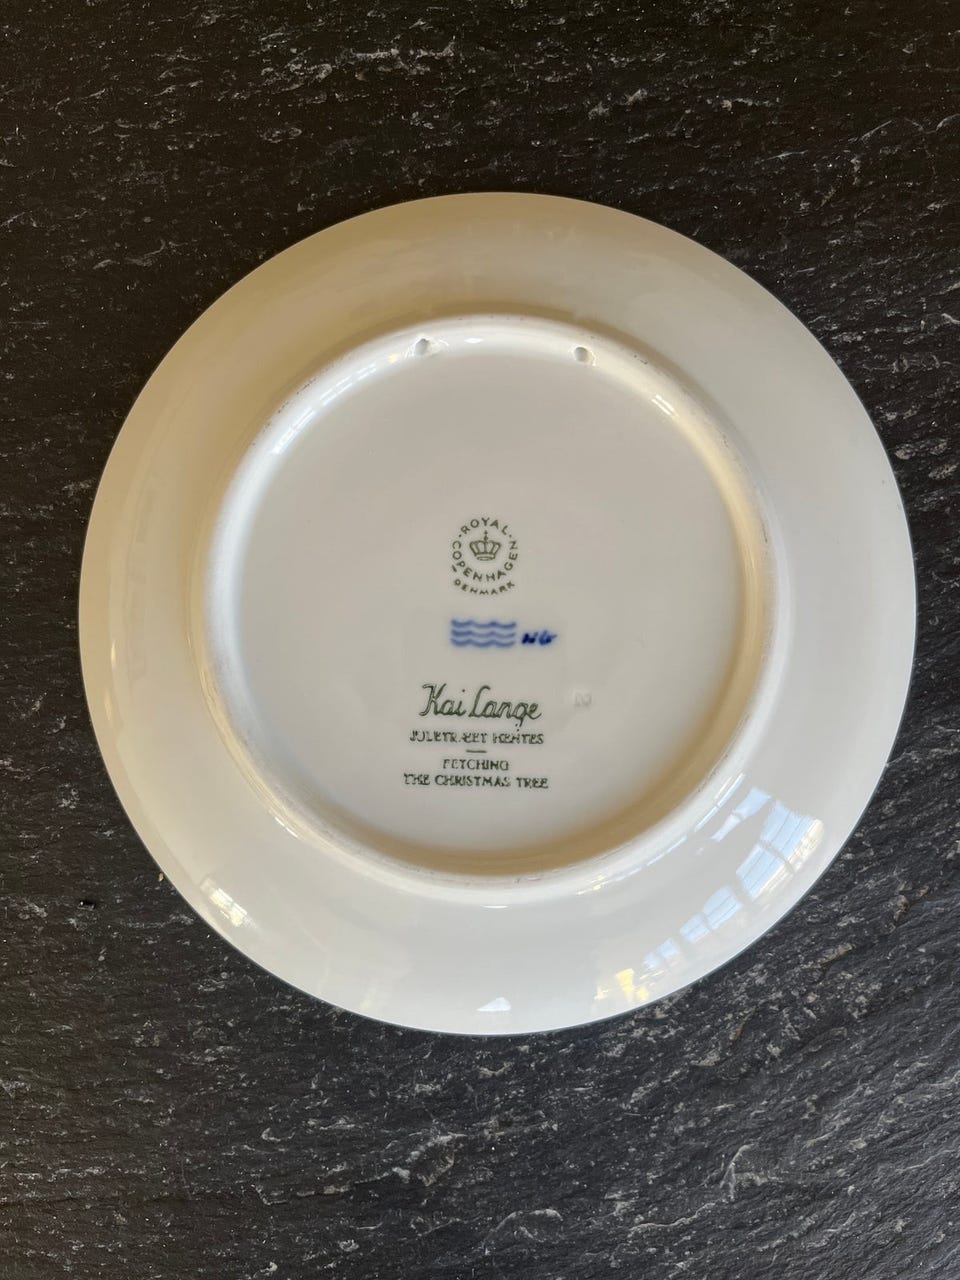 ROYAL
COPENHAGEN
DENMARK
Kai Lange
JULETRÆET HENTES
FETCHING
THE CHRISTMAS TREE